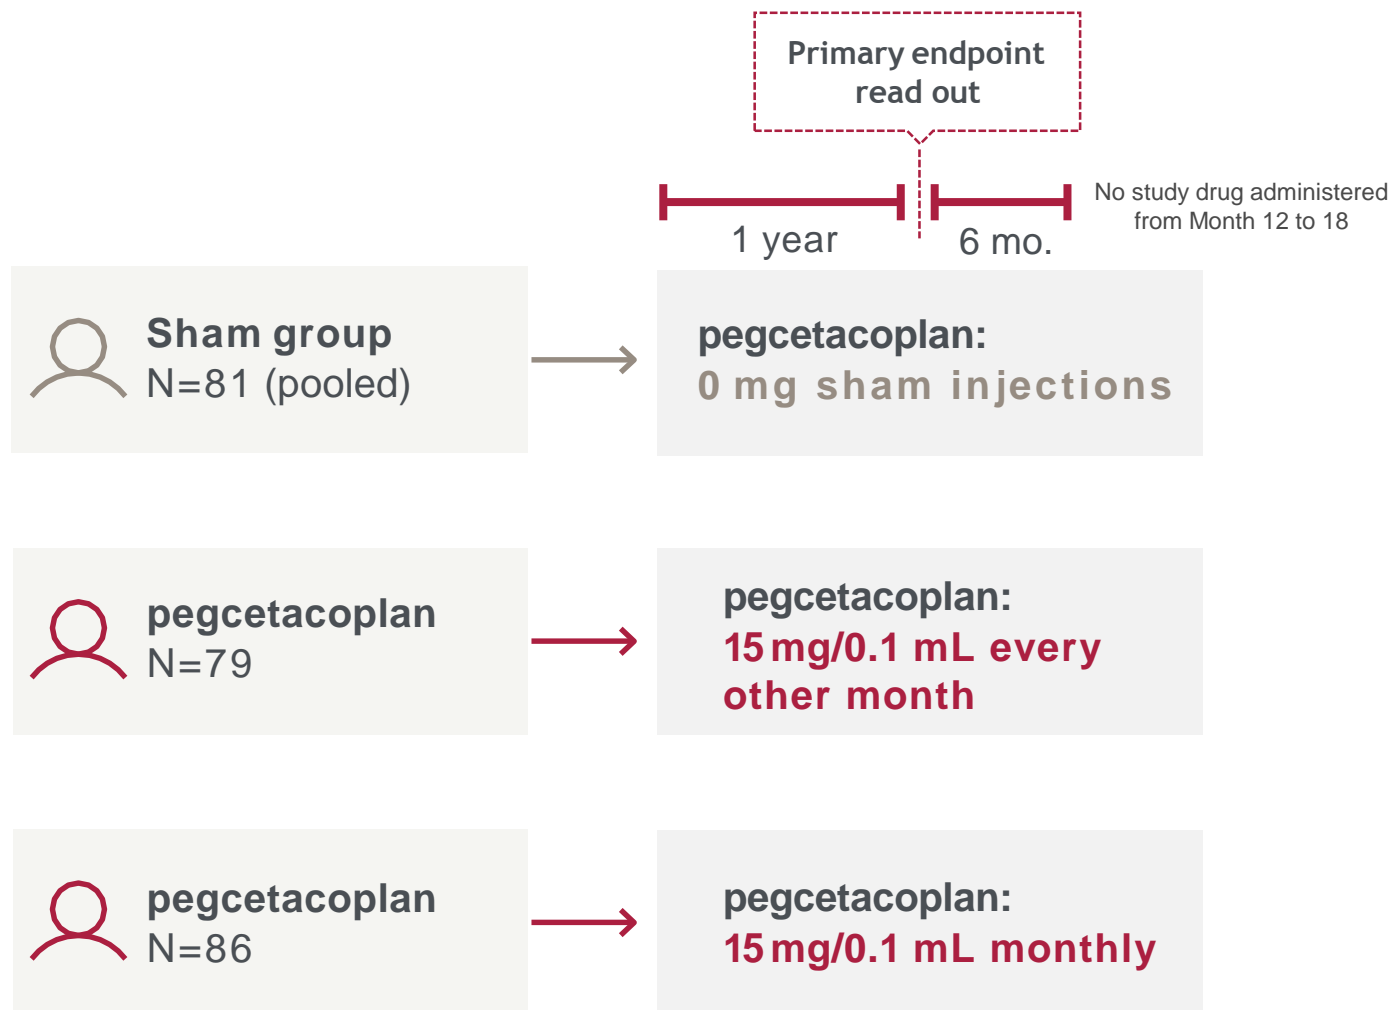 Primary endpoint
read out
No study drug administered
from Month 12 to 18
1 year
6 mo.
Sham group
N=81 (pooled)
pegcetacoplan:
0 mg sham injections
pegcetacoplan
N=79
pegcetacoplan:
15 mg/0.1 mL every
other month
pegcetacoplan
N=86
pegcetacoplan:
15 mg/0.1 mL monthly